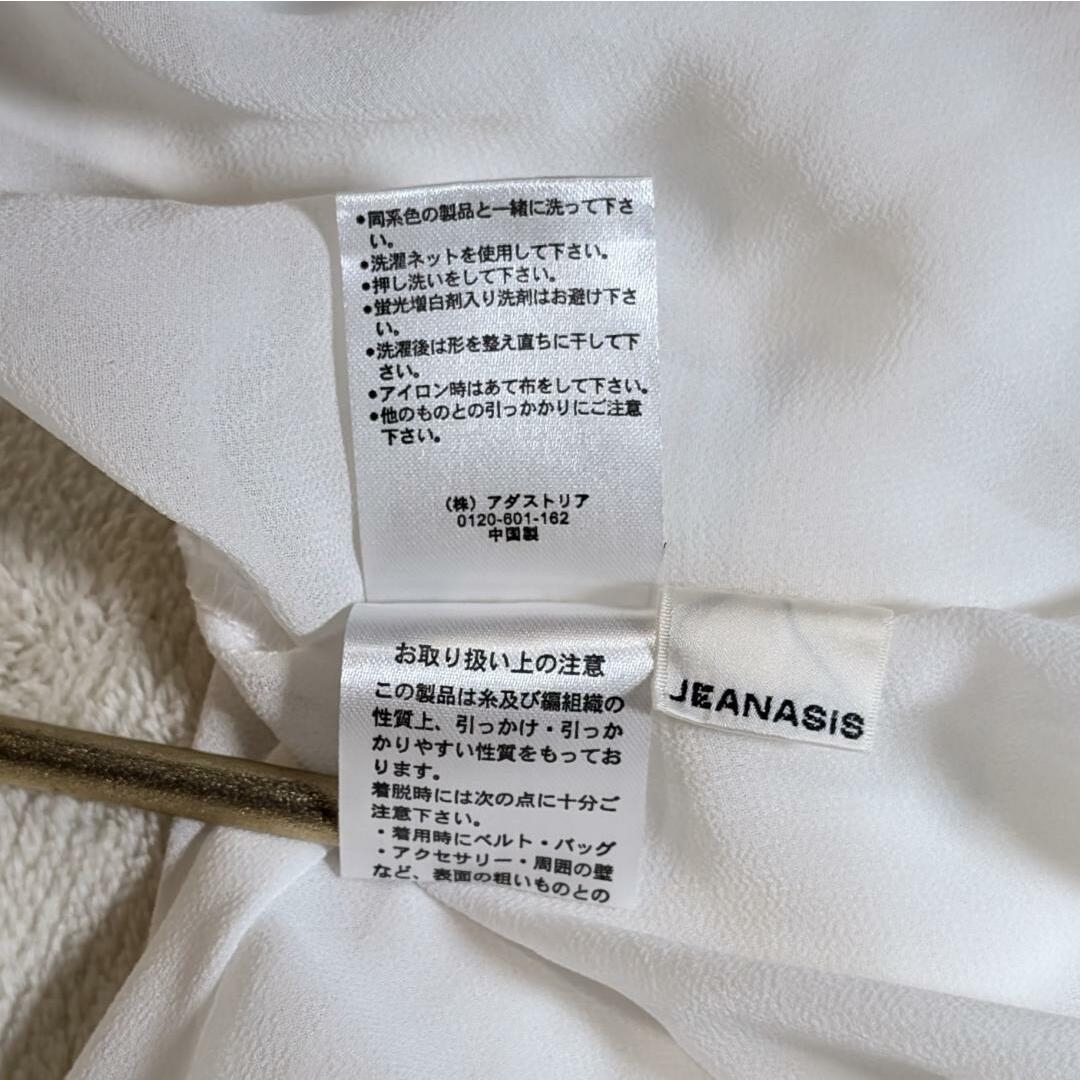 ●同系色の製品と一緒に洗って下さ
い。
●洗濯ネットを使用して下さい。
●押し洗いをして下さい。
●蛍光増白剤入り洗剤はお避け下さ
い。
●洗濯後は形を整え直ちに干して下
さい。
●アイロン時はあて布をして下さい。
●他のものとの引っかかりにご注意
下さい。
(株) アダストリア
0120-601-162
中国製
お取り扱い上の注意
この製品は糸及び編組織の
性質上、引っかけ・引っか
かりやすい性質をもってお
ります。
着脱時には次の点に十分ご
注意下さい。
・着用時にベルト・バッグ
・アクセサリー・周囲の壁
など、表面の粗いものとの
JEANASiS